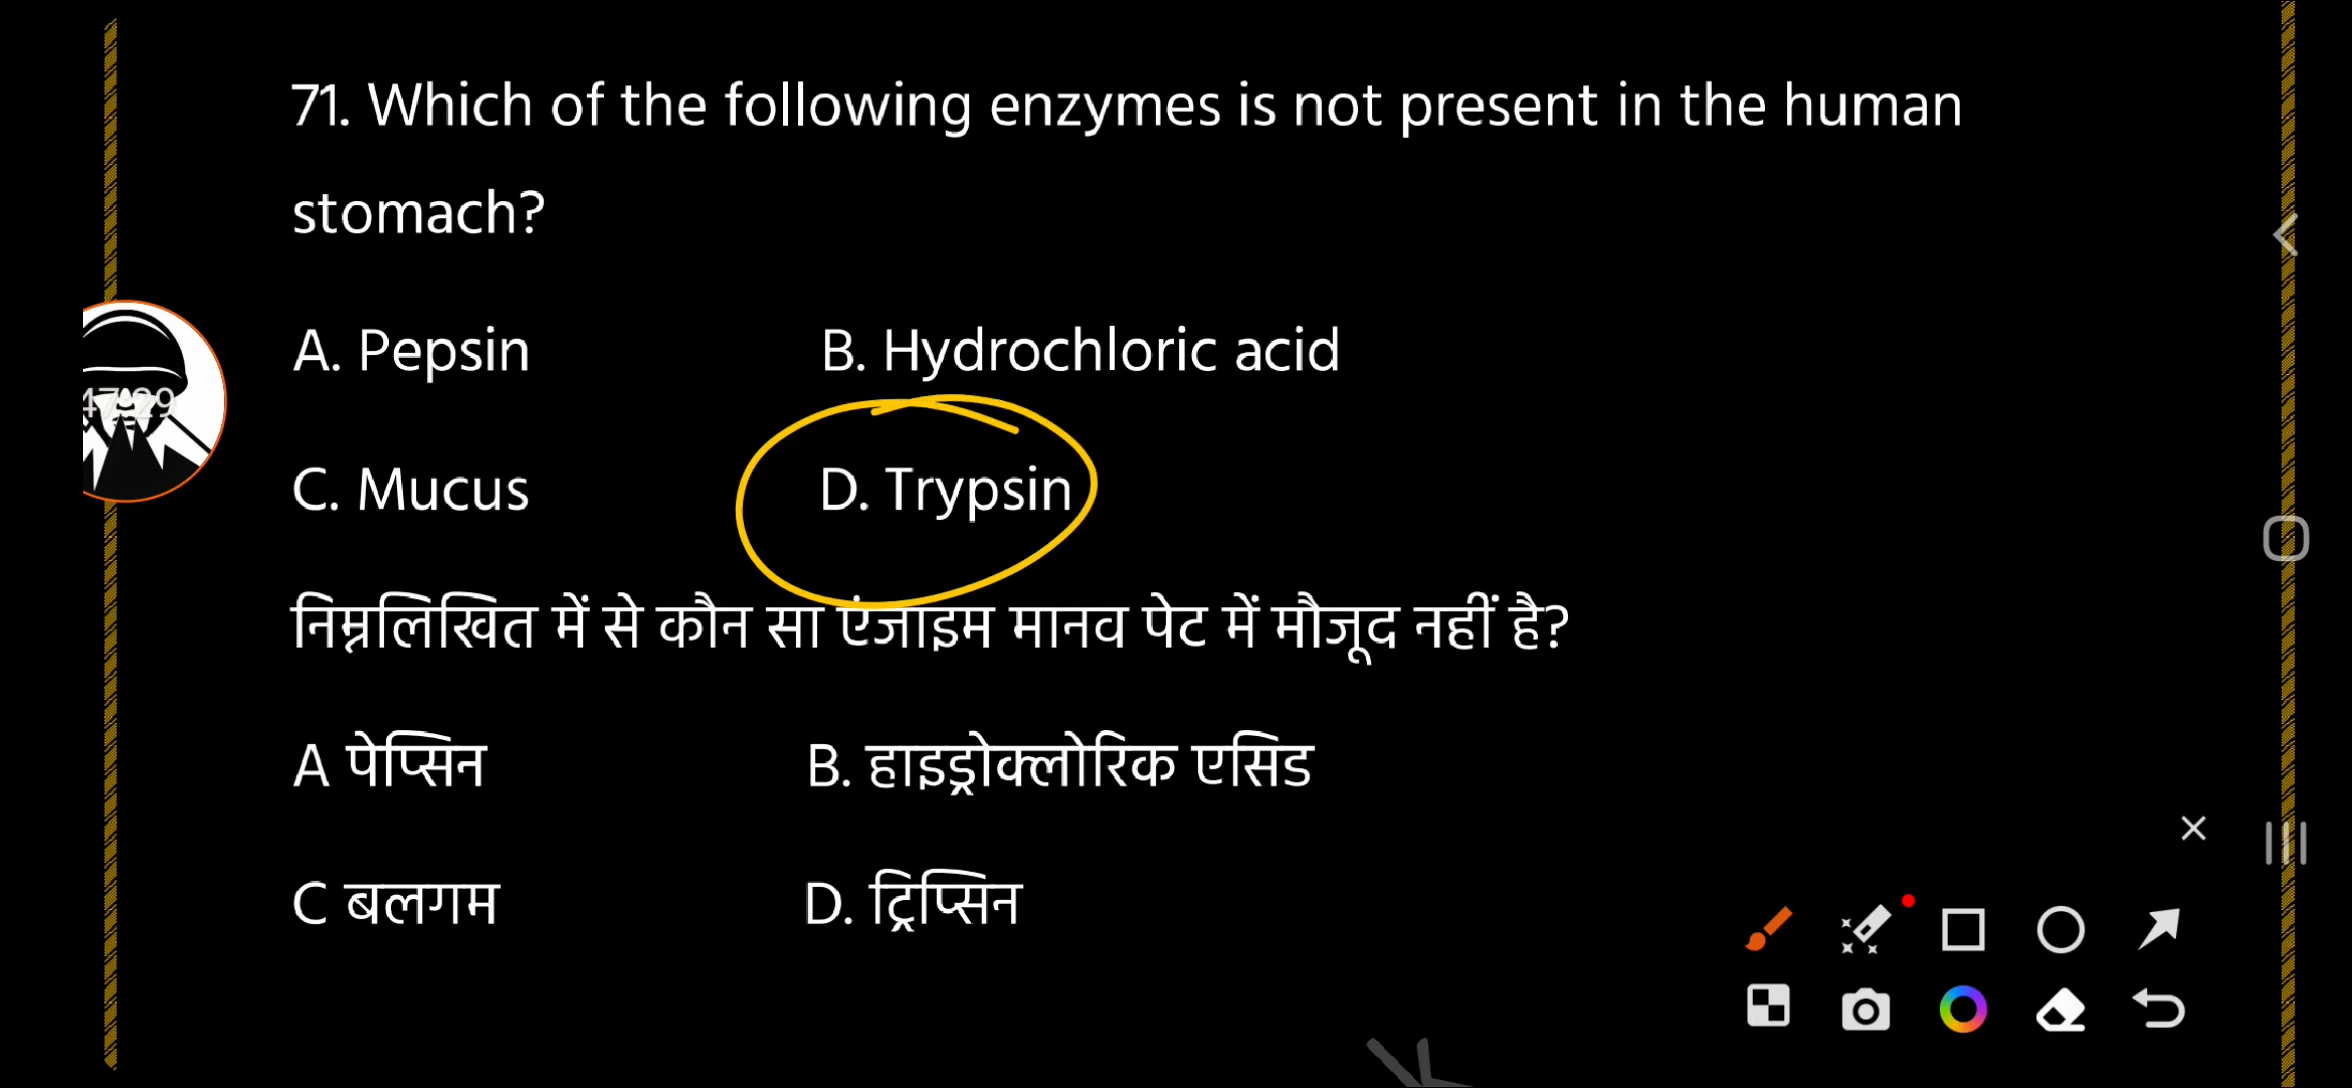 71. Which of the following enzymes is not present in the human
stomach?
A. Pepsin B. Hydrochloric acid
C. Mucus D. Trypsin
निम्नलिखित में से कौन सा एंजाइम मानव पेट में मौजूद नहीं है?
A पेप्सिन B. हाइड्रोक्लोरिक एसिड
C बलगम D. ट्रिप्सिन